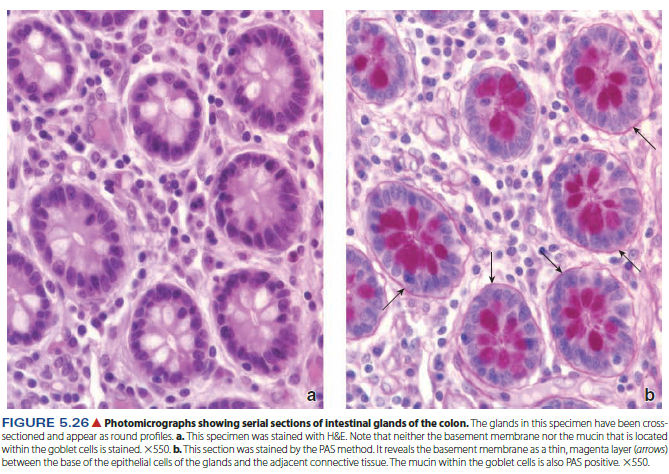 a
b
FIGURE 5.26 ▲ Photomicrographs showing serial sections of intestinal glands of the colon. The glands in this specimen have been cross-
sectioned and appear as round profiles. a. This specimen was stained with H&E. Note that neither the basement membrane nor the mucin that is located
within the goblet cells is stained. ×550. b. This section was stained by the PAS method. It reveals the basement membrane as a thin, magenta layer (arrows)
between the base of the epithelial cells of the glands and the adjacent connective tissue. The mucin within the goblet cells is also PAS positive. ×550